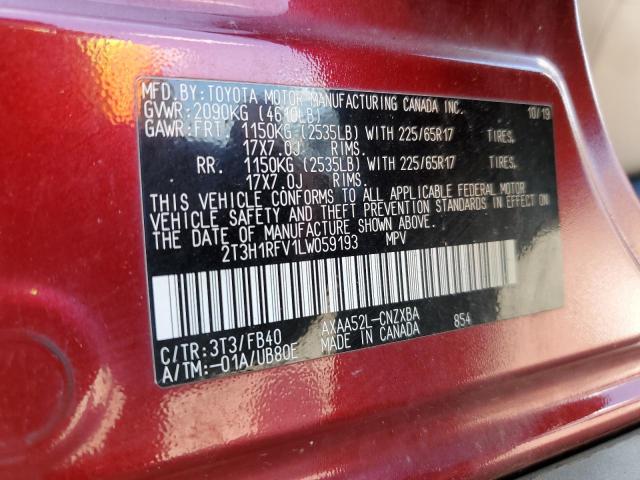 MFD. BY: TOYOTA MOTOR MANUFACTURING CANADA INC. 10/19
GVWR: 2090KG (4610LB)
GAWR: FRT. 1150KG (2535LB) WITH 225/65R17 TIRES,
17X7.0J RIMS.
RR. 1150KG (2535LB) WITH 225/65R17 TIRES,
17X7.0J RIMS.
THIS VEHICLE CONFORMS TO ALL APPLICABLE FEDERAL MOTOR
VEHICLE SAFETY AND THEFT PREVENTION STANDARDS IN EFFECT ON
THE DATE OF MANUFACTURE SHOWN ABOVE.
2T3H1RFV1LW059193 MPV
C/TR: 3T3/FB40 AXAA52L-CNZXBA 854
A/TM: -01A/UB80E MADE IN CANADA